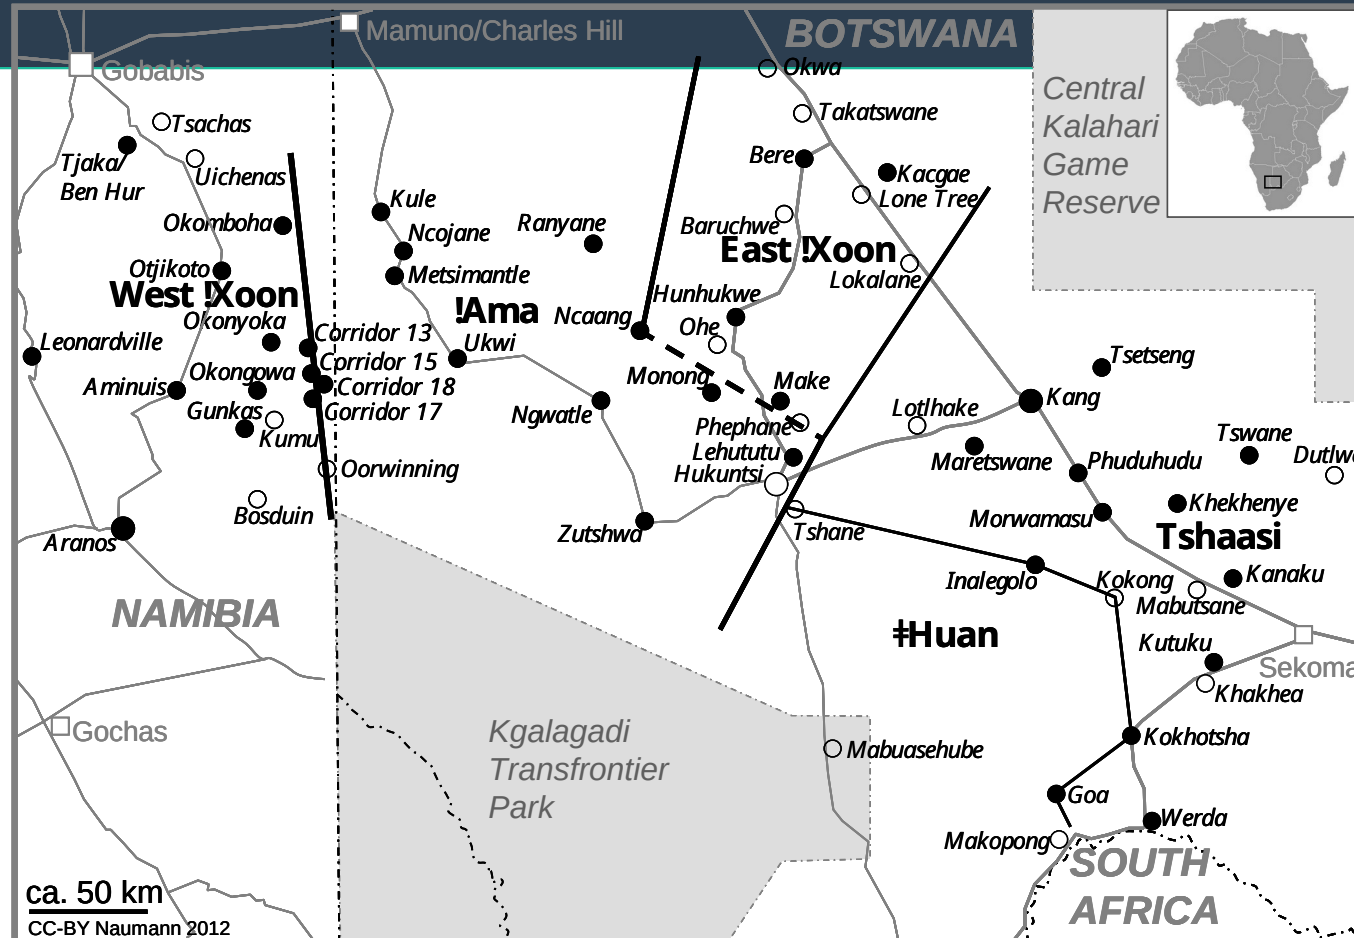 Mamuno/Charles Hill
BOTSWANA
Gobabis
Okwa
Central
Kalahari
Game
Reserve
Tsachas
Takatswane
Tjaka/
Ben Hur
Uichenas
Bere
Kacgae
Lone Tree
Kule
Okomboha
Ranyane
Baruchwe
Ncojane
East !Xoon
Otjikoto
Metsimantle
Lokalane
West !Xoon
Hunhukwe
!Ama
Ncaang
Okonyoka
Corridor 13
Ohe
Leonardville
Ukwi
Tsetseng
Corridor 15
Okongowa
Monong
Make
Aminuis
Corridor 18
Kang
Gunkas
Corridor 17
Ngwatle
Lotlhake
Kumu
Phephane
Tswane
Lehututu
Maretswane
Phuduhudu
Dutlw
Oorwinning
Hukuntsi
Bosduin
Khekhenye
Morwamasu
Aranos
Zutshwa
Tshane
Tshaasi
Inalegolo
Kokong
Kanaku
Mabutsane
NAMIBIA
ǂHuan
Kutuku
Sekoma
Khakhea
Gochas
Kgalagadi
Transfrontier
Park
Kokhotsha
Mabuasehube
Goa
Werda
Makopong
SOUTH
AFRICA
ca. 50 km
CC-BY Naumann 2012